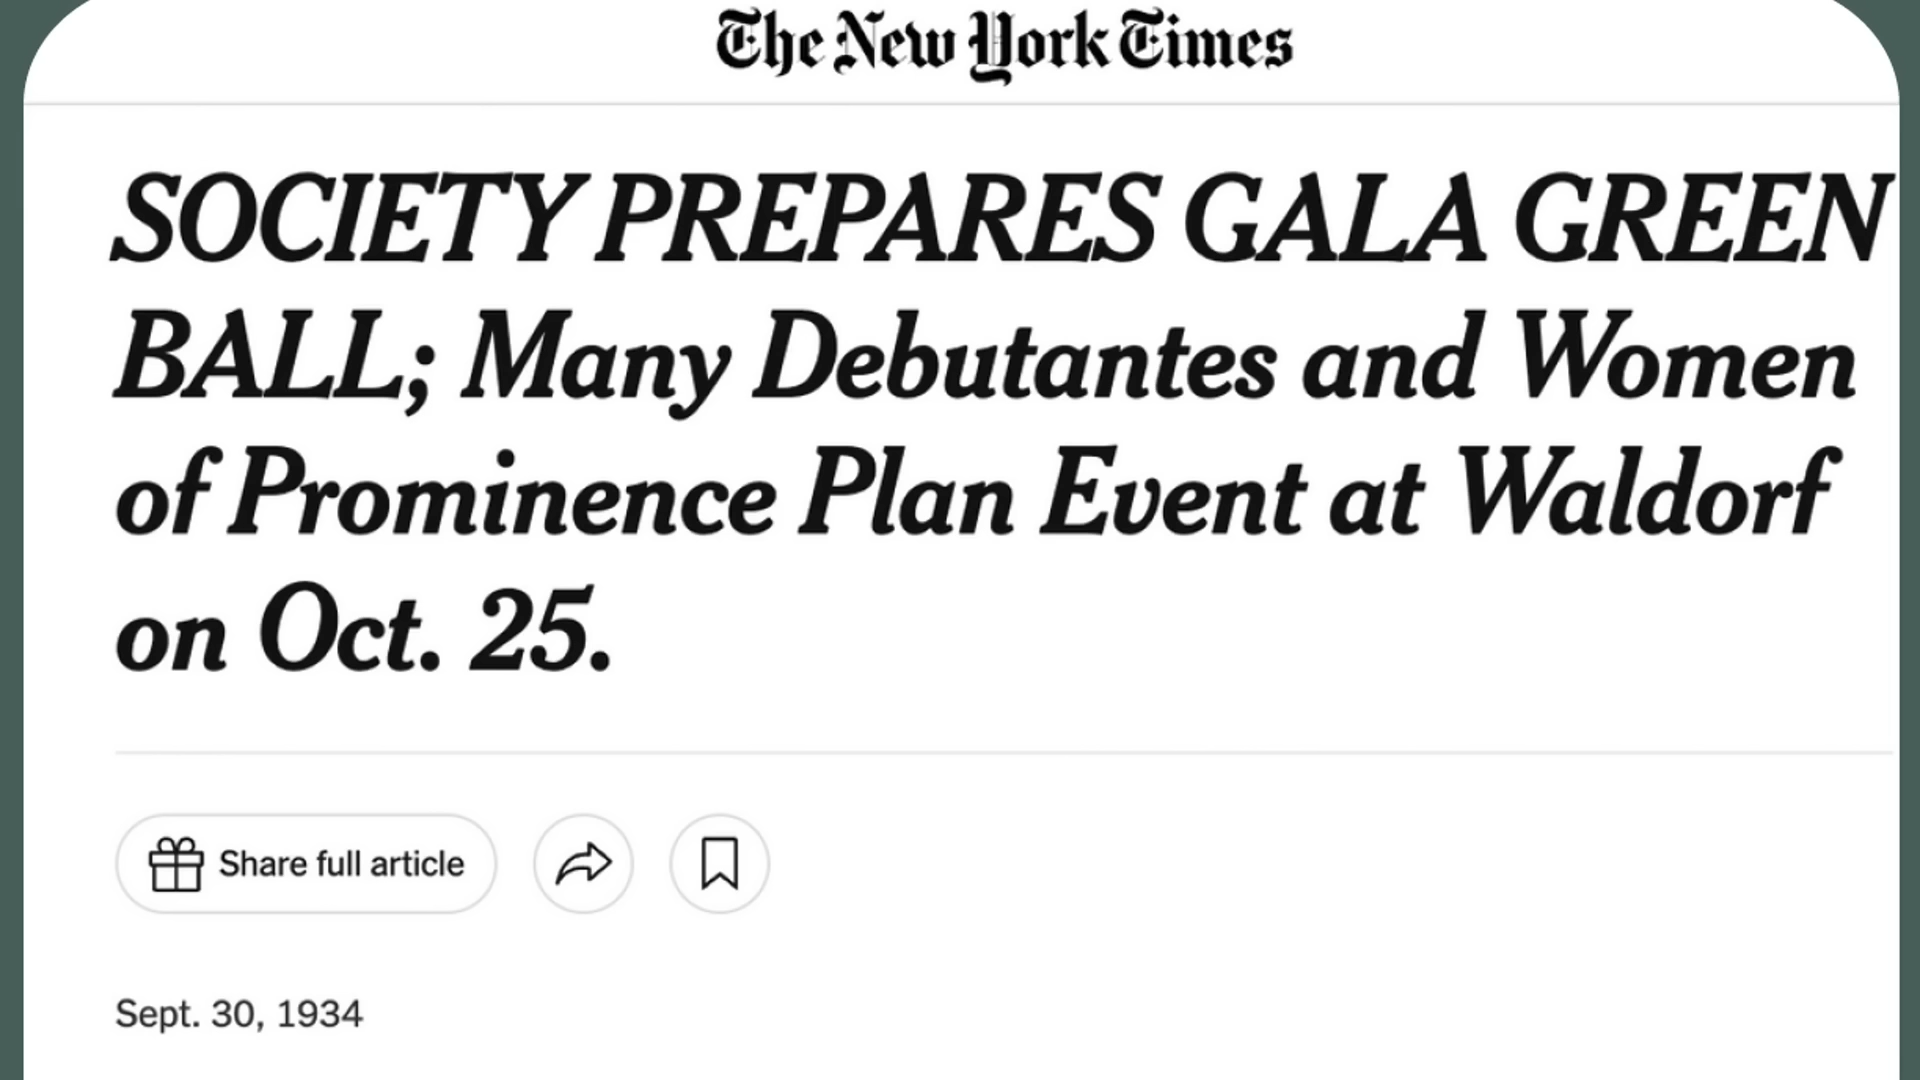 The New York Times
SOCIETY PREPARES GALA GREEN
BALL; Many Debutantes and Women
of Prominence Plan Event at Waldorf
on Oct. 25.
Share full article
Sept. 30, 1934